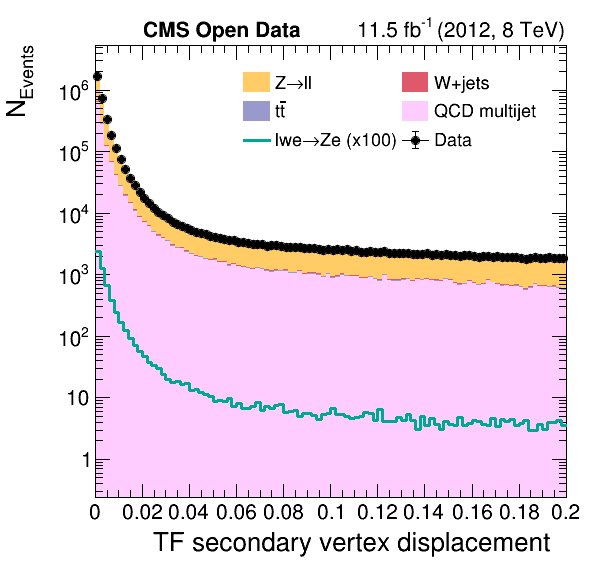 CMS Open Data 11.5 fb⁻¹ (2012, 8 TeV)
N_Events
Z→ll W+jets
tt̄ QCD multijet
lwe→Ze (x100) Data
10⁶
10⁵
10⁴
10³
10²
10
1
0 0.02 0.04 0.06 0.08 0.1 0.12 0.14 0.16 0.18 0.2
TF secondary vertex displacement